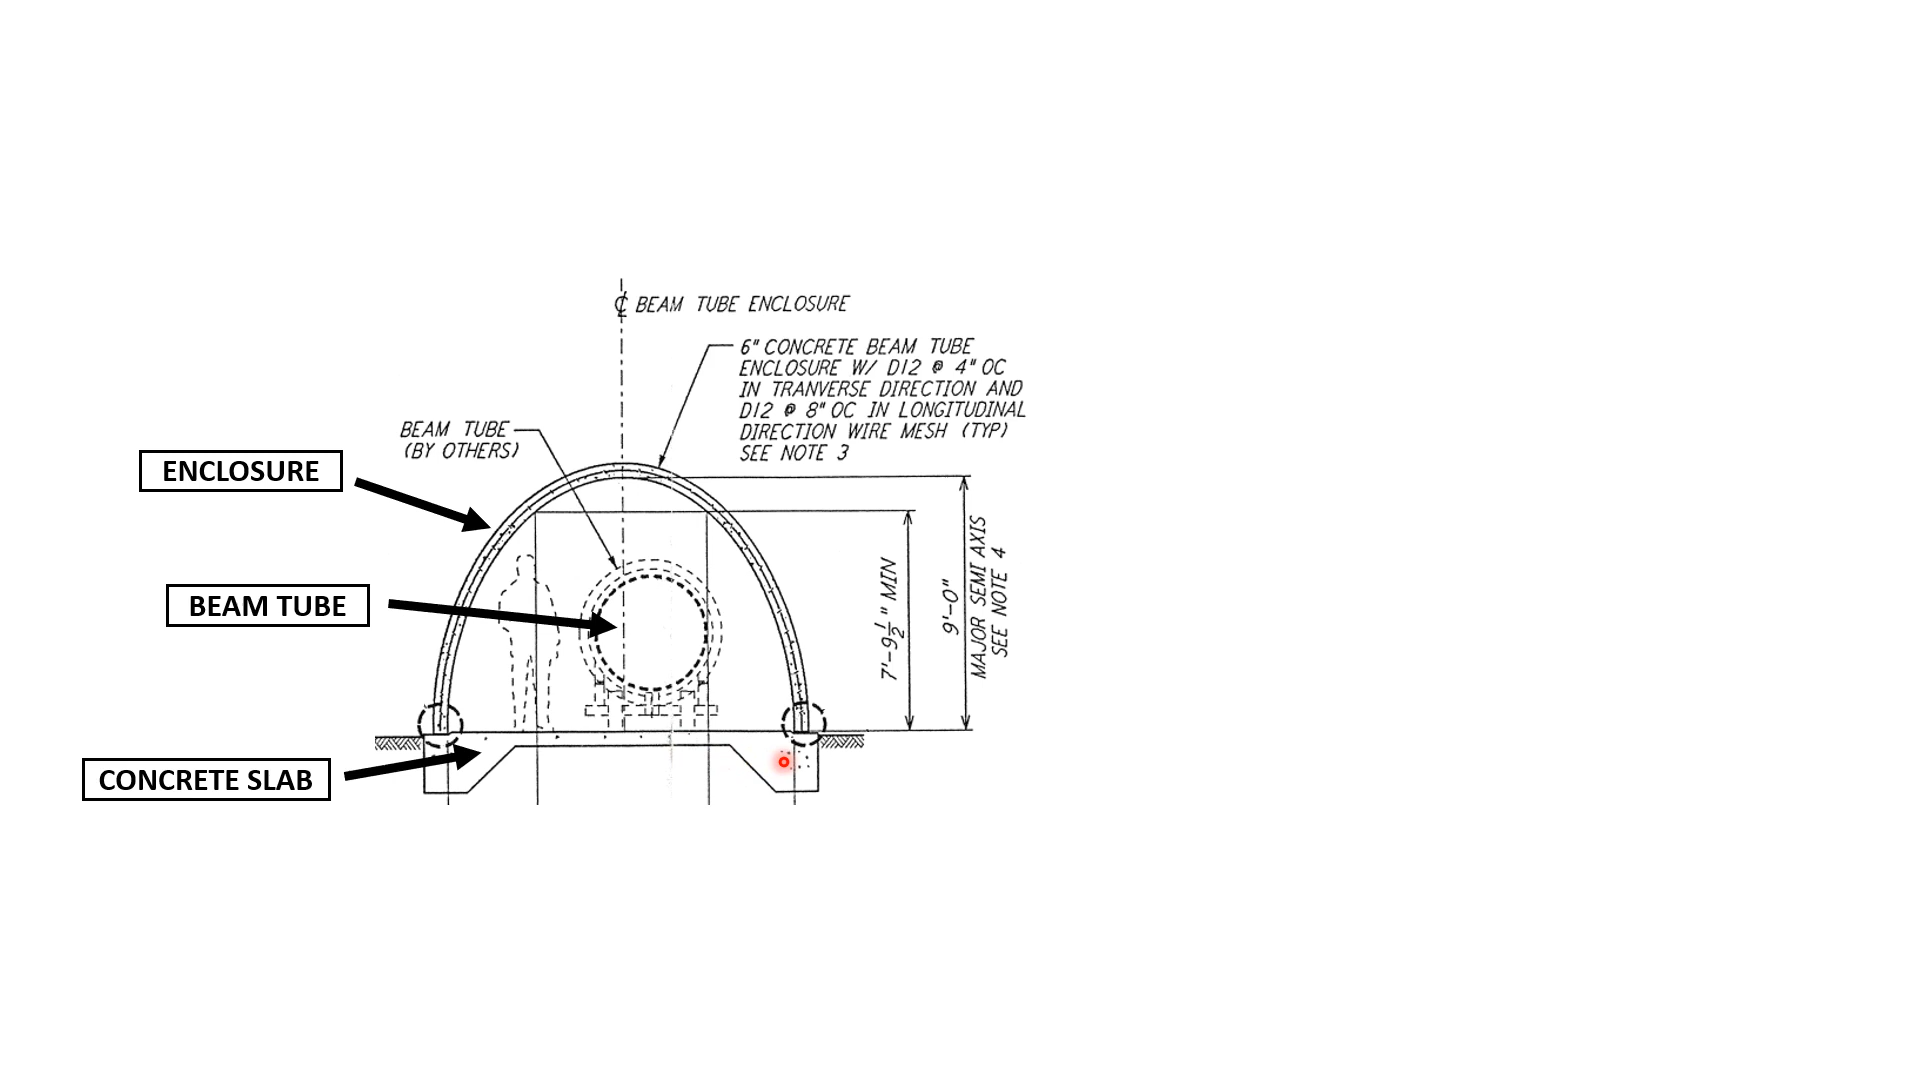 ℄ BEAM TUBE ENCLOSURE
6" CONCRETE BEAM TUBE
ENCLOSURE W/ D12 @ 4" OC
IN TRANVERSE DIRECTION AND
D12 @ 8" OC IN LONGITUDINAL
DIRECTION WIRE MESH (TYP)
SEE NOTE 3
BEAM TUBE
(BY OTHERS)
ENCLOSURE
BEAM TUBE
CONCRETE SLAB
7'-9 1/2" MIN
9'-0"
MAJOR SEMI AXIS
SEE NOTE 4